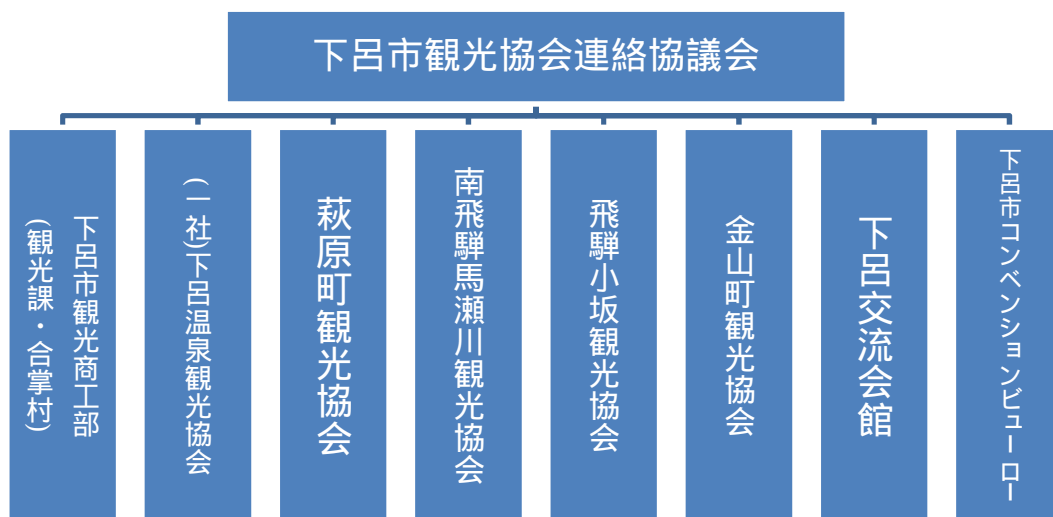 下呂市観光協会連絡協議会
下呂市観光商工部
(観光課・合掌村)
(一社)下呂温泉観光協会
萩原町観光協会
南飛騨馬瀬川観光協会
飛騨小坂観光協会
金山町観光協会
下呂交流会館
下呂市コンベンションビューロー